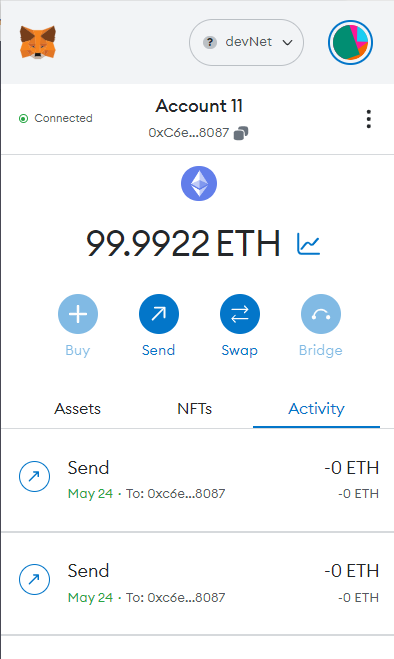 devNet
Connected
Account 11
0xC6e...8087
99.9922 ETH
Buy
Send
Swap
Bridge
Assets
NFTs
Activity
Send
-0 ETH
May 24 · To: 0xc6e...8087
-0 ETH
Send
-0 ETH
May 24 · To: 0xc6e...8087
-0 ETH